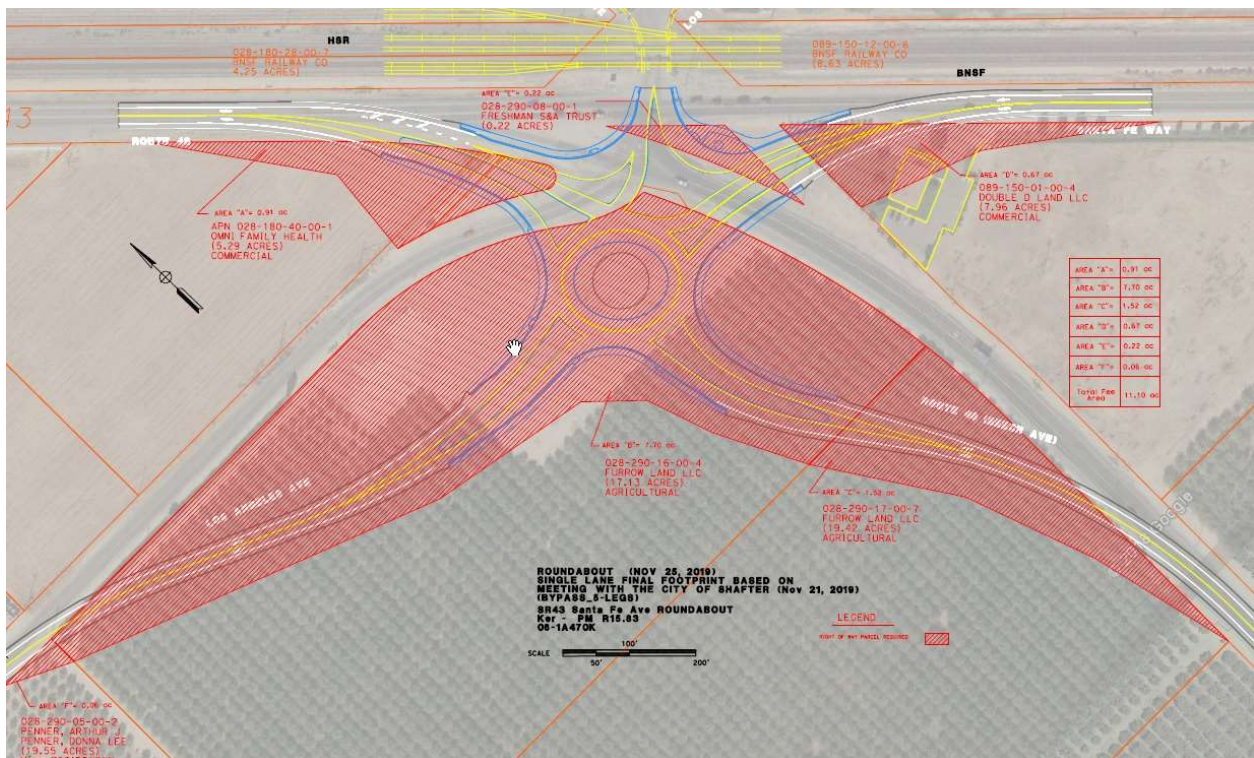 HSR
LOS
028-180-28-00-7
BNSF RAILWAY CO
4.25 ACRES)
089-150-12-00-6
BNSF RAILWAY CO
(8.63 ACRES)
BNSF
AREA "E"= 0.22 ac
028-290-08-00-1
FRESHMAN S&A TRUST
(0.22 ACRES)
43
ROUTE 43
SANTA FE WAY
AREA "A"= 0.91 ac
APN 028-180-40-00-1
OMNI FAMILY HEALTH
(5.29 ACRES)
COMMERCIAL
AREA "D"= 0.67 ac
089-150-01-00-4
DOUBLE D LAND LLC
(7.96 ACRES)
COMMERCIAL
AREA "A"= 0.91 ac
AREA "B"= 7.70 ac
AREA "C"= 1.52 ac
AREA "D"= 0.67 ac
AREA "E"= 0.22 ac
AREA "F"= 0.06 ac
Total Fee Area 11.10 ac
ROUTE 43 (BEECH AVE)
LOS ANGELES AVE
AREA "B"= 7.70 ac
028-290-16-00-4
FURROW LAND LLC
(17.13 ACRES)
AGRICULTURAL
AREA "C"= 1.52 ac
028-290-17-00-7
FURROW LAND LLC
(19.42 ACRES)
AGRICULTURAL
Google
ROUNDABOUT (NOV 25, 2019)
SINGLE LANE FINAL FOOTPRINT BASED ON
MEETING WITH THE CITY OF SHAFTER (Nov 21, 2019)
(BYPASS_5-LEGS)
SR43 Santa Fe Ave ROUNDABOUT
Ker - PM R15.83
06-1A470K
LEGEND
RIGHT OF WAY PARCEL REQUIRED
SCALE
100'
50'
200'
AREA "F"= 0.06 ac
028-290-05-00-2
PENNER, ARTHUR J
PENNER, DONNA LEE
(19.55 ACRES)